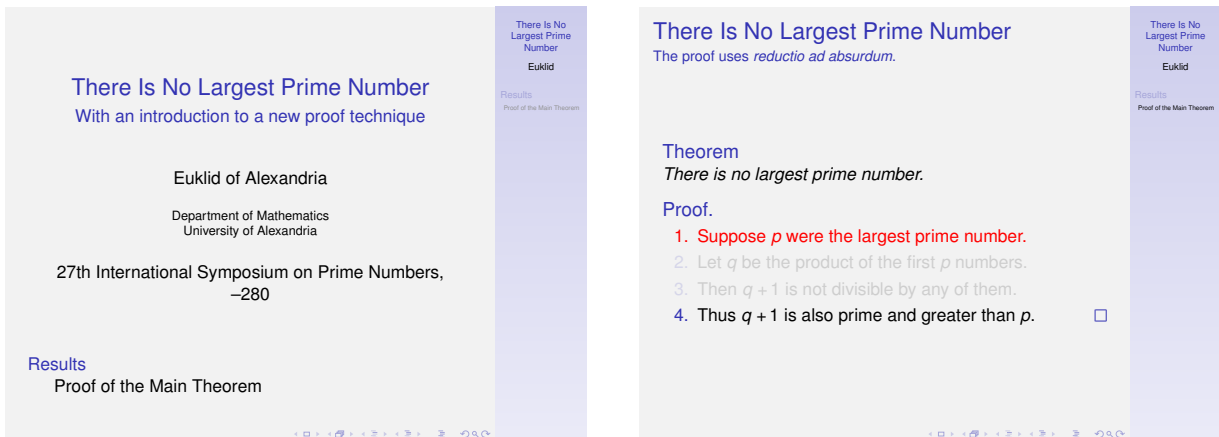 There Is No Largest Prime Number
With an introduction to a new proof technique
Euklid of Alexandria
Department of Mathematics
University of Alexandria
27th International Symposium on Prime Numbers,
–280
Results
Proof of the Main Theorem
There Is No
Largest Prime
Number
Euklid
Results
Proof of the Main Theorem
There Is No Largest Prime Number
The proof uses reductio ad absurdum.
Theorem
There is no largest prime number.
Proof.
1. Suppose p were the largest prime number.
2. Let q be the product of the first p numbers.
3. Then q + 1 is not divisible by any of them.
4. Thus q + 1 is also prime and greater than p. □
There Is No
Largest Prime
Number
Euklid
Results
Proof of the Main Theorem